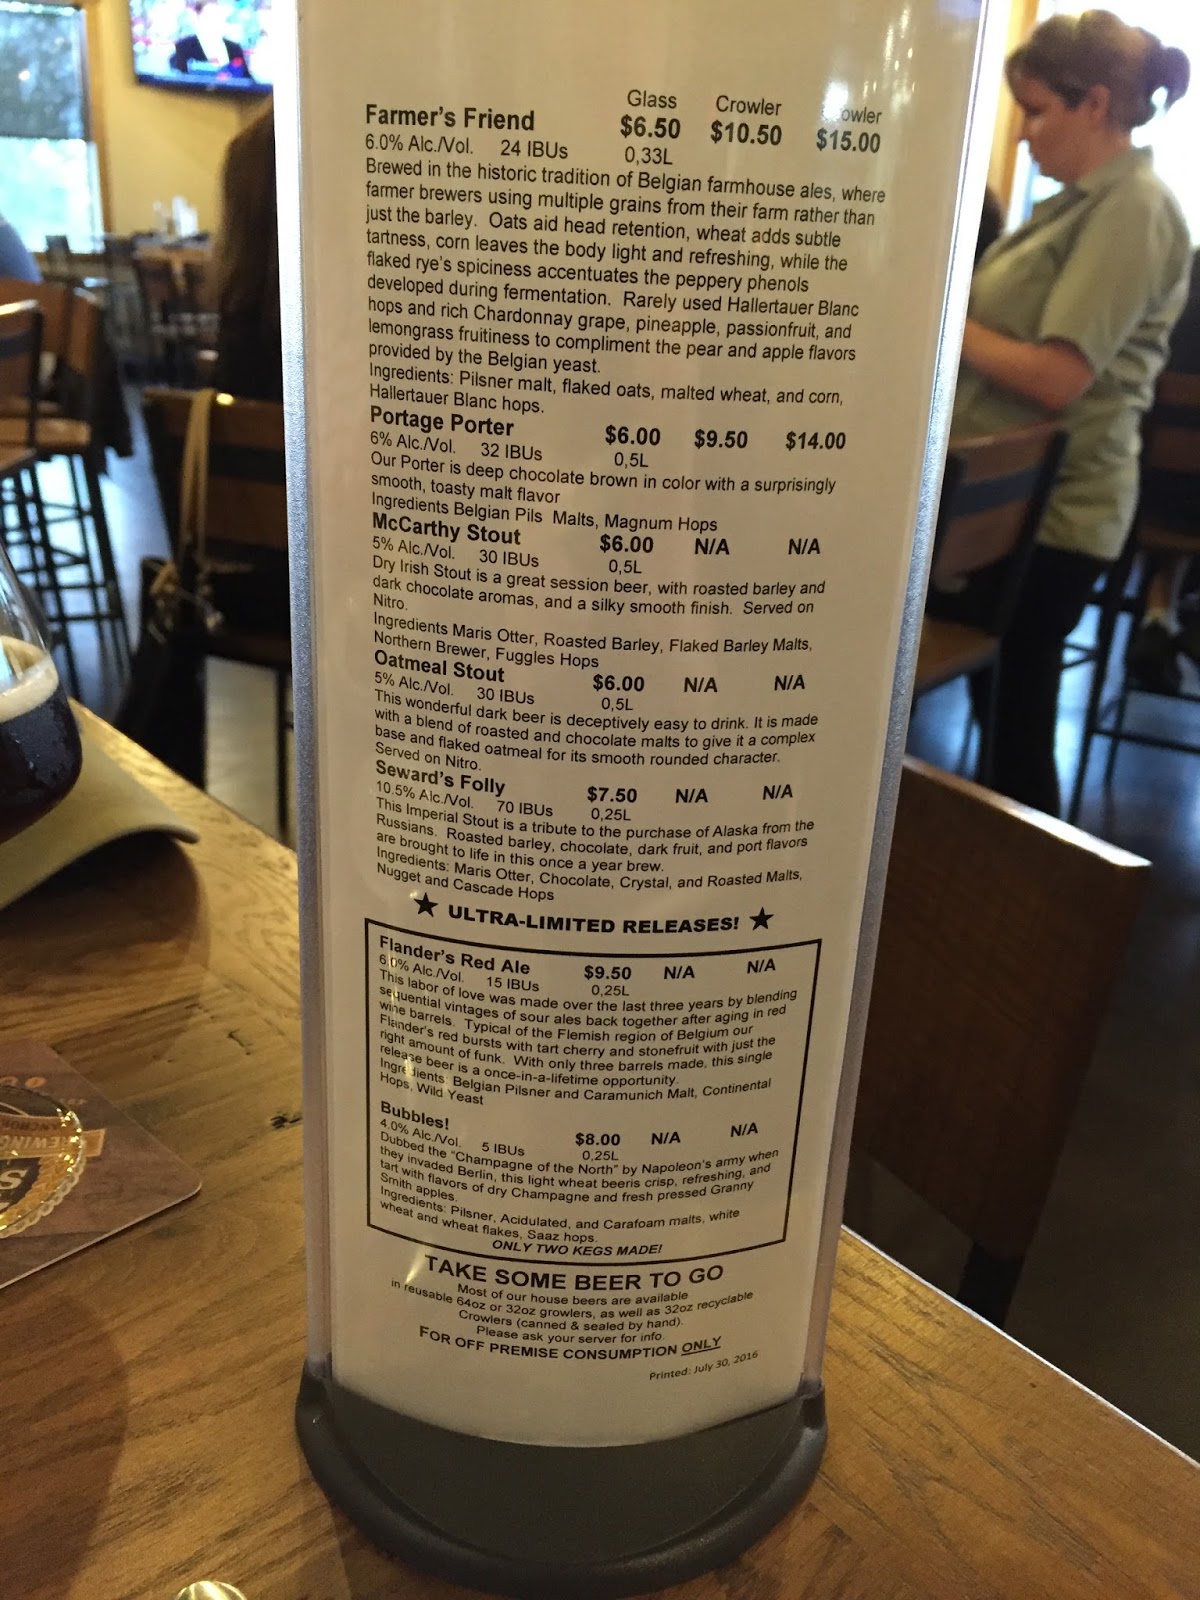 Glass Crowler owler
Farmer's Friend $6.50 $10.50 $15.00
6.0% Alc./Vol. 24 IBUs 0,33L
Brewed in the historic tradition of Belgian farmhouse ales, where
farmer brewers using multiple grains from their farm rather than
just the barley. Oats aid head retention, wheat adds subtle
tartness, corn leaves the body light and refreshing, while the
flaked rye's spiciness accentuates the peppery phenols
developed during fermentation. Rarely used Hallertauer Blanc
hops and rich Chardonnay grape, pineapple, passionfruit, and
lemongrass fruitiness to compliment the pear and apple flavors
provided by the Belgian yeast.
Ingredients: Pilsner malt, flaked oats, malted wheat, and corn,
Hallertauer Blanc hops.
Portage Porter $6.00 $9.50 $14.00
6% Alc./Vol. 32 IBUs 0,5L
Our Porter is deep chocolate brown in color with a surprisingly
smooth, toasty malt flavor
Ingredients Belgian Pils Malts, Magnum Hops
McCarthy Stout $6.00 N/A N/A
5% Alc./Vol. 30 IBUs 0,5L
Dry Irish Stout is a great session beer, with roasted barley and
dark chocolate aromas, and a silky smooth finish. Served on
Nitro.
Ingredients Maris Otter, Roasted Barley, Flaked Barley Malts,
Northern Brewer, Fuggles Hops
Oatmeal Stout $6.00 N/A N/A
5% Alc./Vol. 30 IBUs 0,5L
This wonderful dark beer is deceptively easy to drink. It is made
with a blend of roasted and chocolate malts to give it a complex
base and flaked oatmeal for its smooth rounded character.
Served on Nitro.
Seward's Folly $7.50 N/A N/A
10.5% Alc./Vol. 70 IBUs 0,25L
This Imperial Stout is a tribute to the purchase of Alaska from the
Russians. Roasted barley, chocolate, dark fruit, and port flavors
are brought to life in this once a year brew.
Ingredients: Maris Otter, Chocolate, Crystal, and Roasted Malts,
Nugget and Cascade Hops
★ ULTRA-LIMITED RELEASES! ★
Flander's Red Ale $9.50 N/A N/A
6.0% Alc./Vol. 15 IBUs 0,25L
This labor of love was made over the last three years by blending
sequential vintages of sour ales back together after aging in red
wine barrels. Typical of the Flemish region of Belgium our
Flander's red bursts with tart cherry and stonefruit with just the
right amount of funk. With only three barrels made, this single
release beer is a once-in-a-lifetime opportunity.
Ingredients: Belgian Pilsner and Caramunich Malt, Continental
Hops, Wild Yeast
Bubbles! $8.00 N/A N/A
4.0% Alc./Vol. 5 IBUs 0,25L
Dubbed the "Champagne of the North" by Napoleon's army when
they invaded Berlin, this light wheat beeris crisp, refreshing, and
tart with flavors of dry Champagne and fresh pressed Granny
Smith apples.
Ingredients: Pilsner, Acidulated, and Carafoam malts, white
wheat and wheat flakes, Saaz hops.
ONLY TWO KEGS MADE!
TAKE SOME BEER TO GO
Most of our house beers are available
in reusable 64oz or 32oz growlers, as well as 32oz recyclable
Crowlers (canned & sealed by hand).
Please ask your server for info.
FOR OFF PREMISE CONSUMPTION ONLY
Printed: July 30, 2016